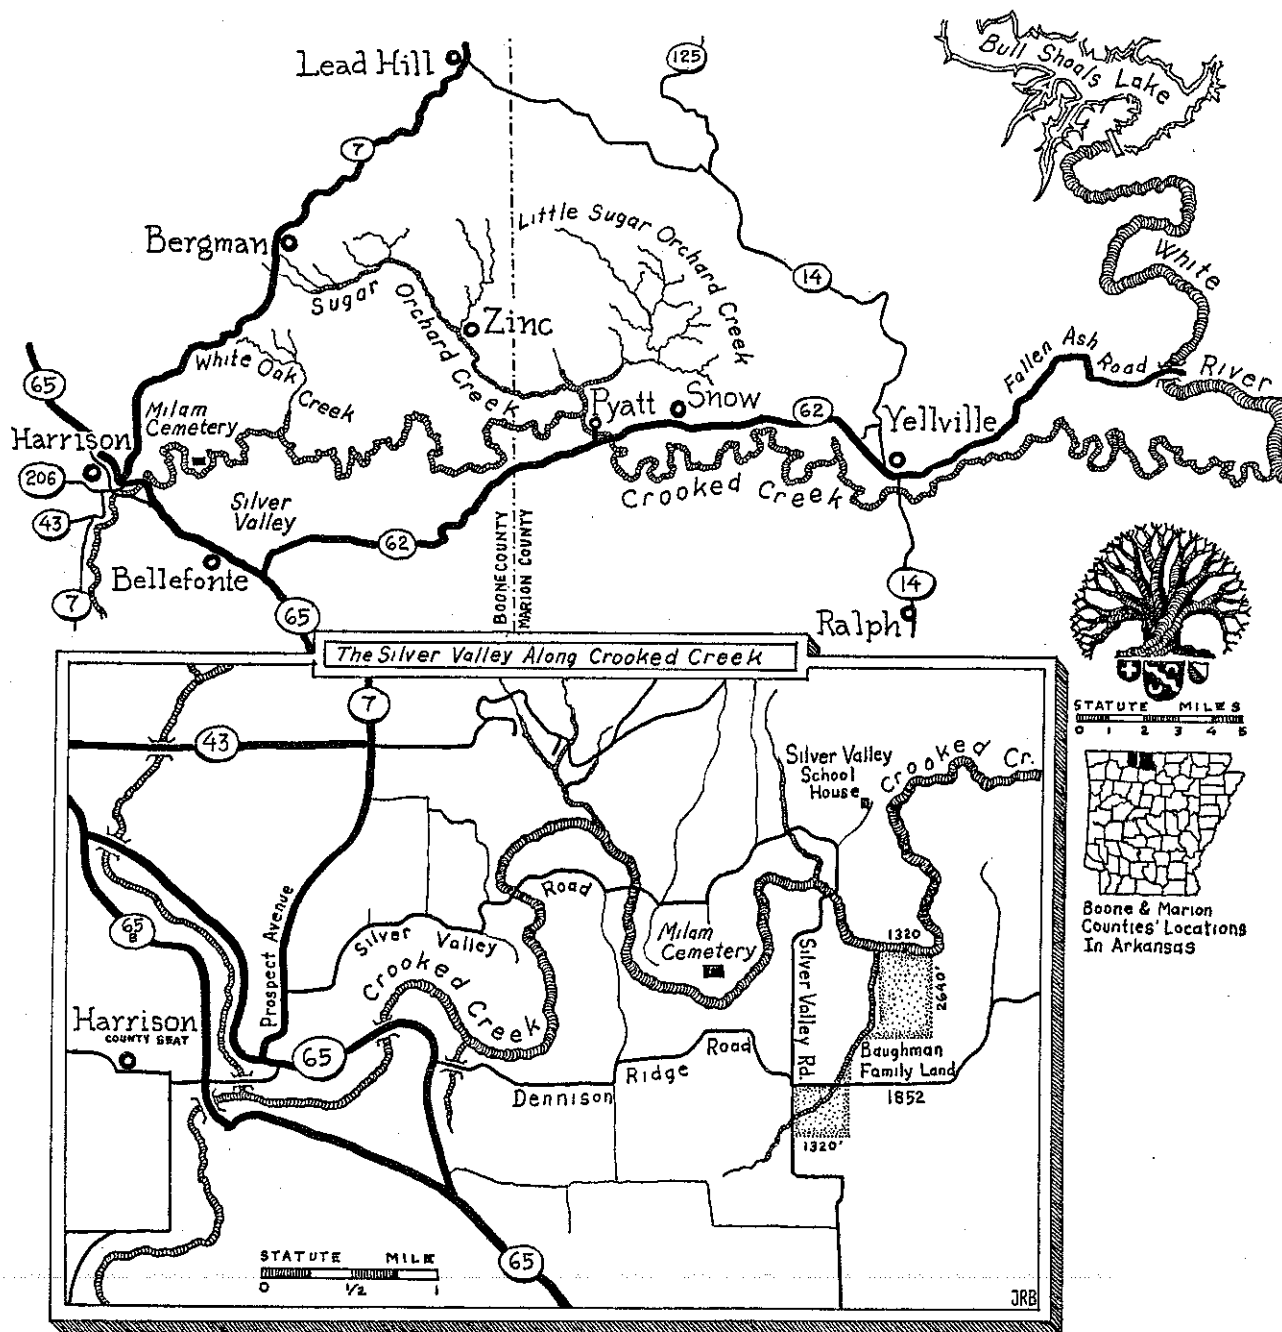 Lead Hill
125
Bull Shoals Lake
7
Bergman
Little Sugar Orchard Creek
White
Sugar Orchard Creek
14
Zinc
White Oak Creek
Fallen Ash Road
River
65
Milam
Cemetery
Pyatt
Snow
62
Yellville
Harrison
206
Crooked Creek
43
Silver
Valley
62
Bellefonte
BOONE COUNTY
MARION COUNTY
7
65
14
Ralph
The Silver Valley Along Crooked Creek
STATUTE MILES
0 1 2 3 4 5
7
43
Silver Valley
School
House
Crooked Cr.
65
B
Prospect Avenue
Silver Valley Road
Milam
Cemetery
1320
2640'
Crooked Creek
Silver Valley Rd.
Boone & Marion
Counties' Locations
In Arkansas
Harrison
COUNTY SEAT
65
Dennison Ridge Road
Baughman
Family Land
1852
1320'
STATUTE MILE
0 1/2 1
65
JRB